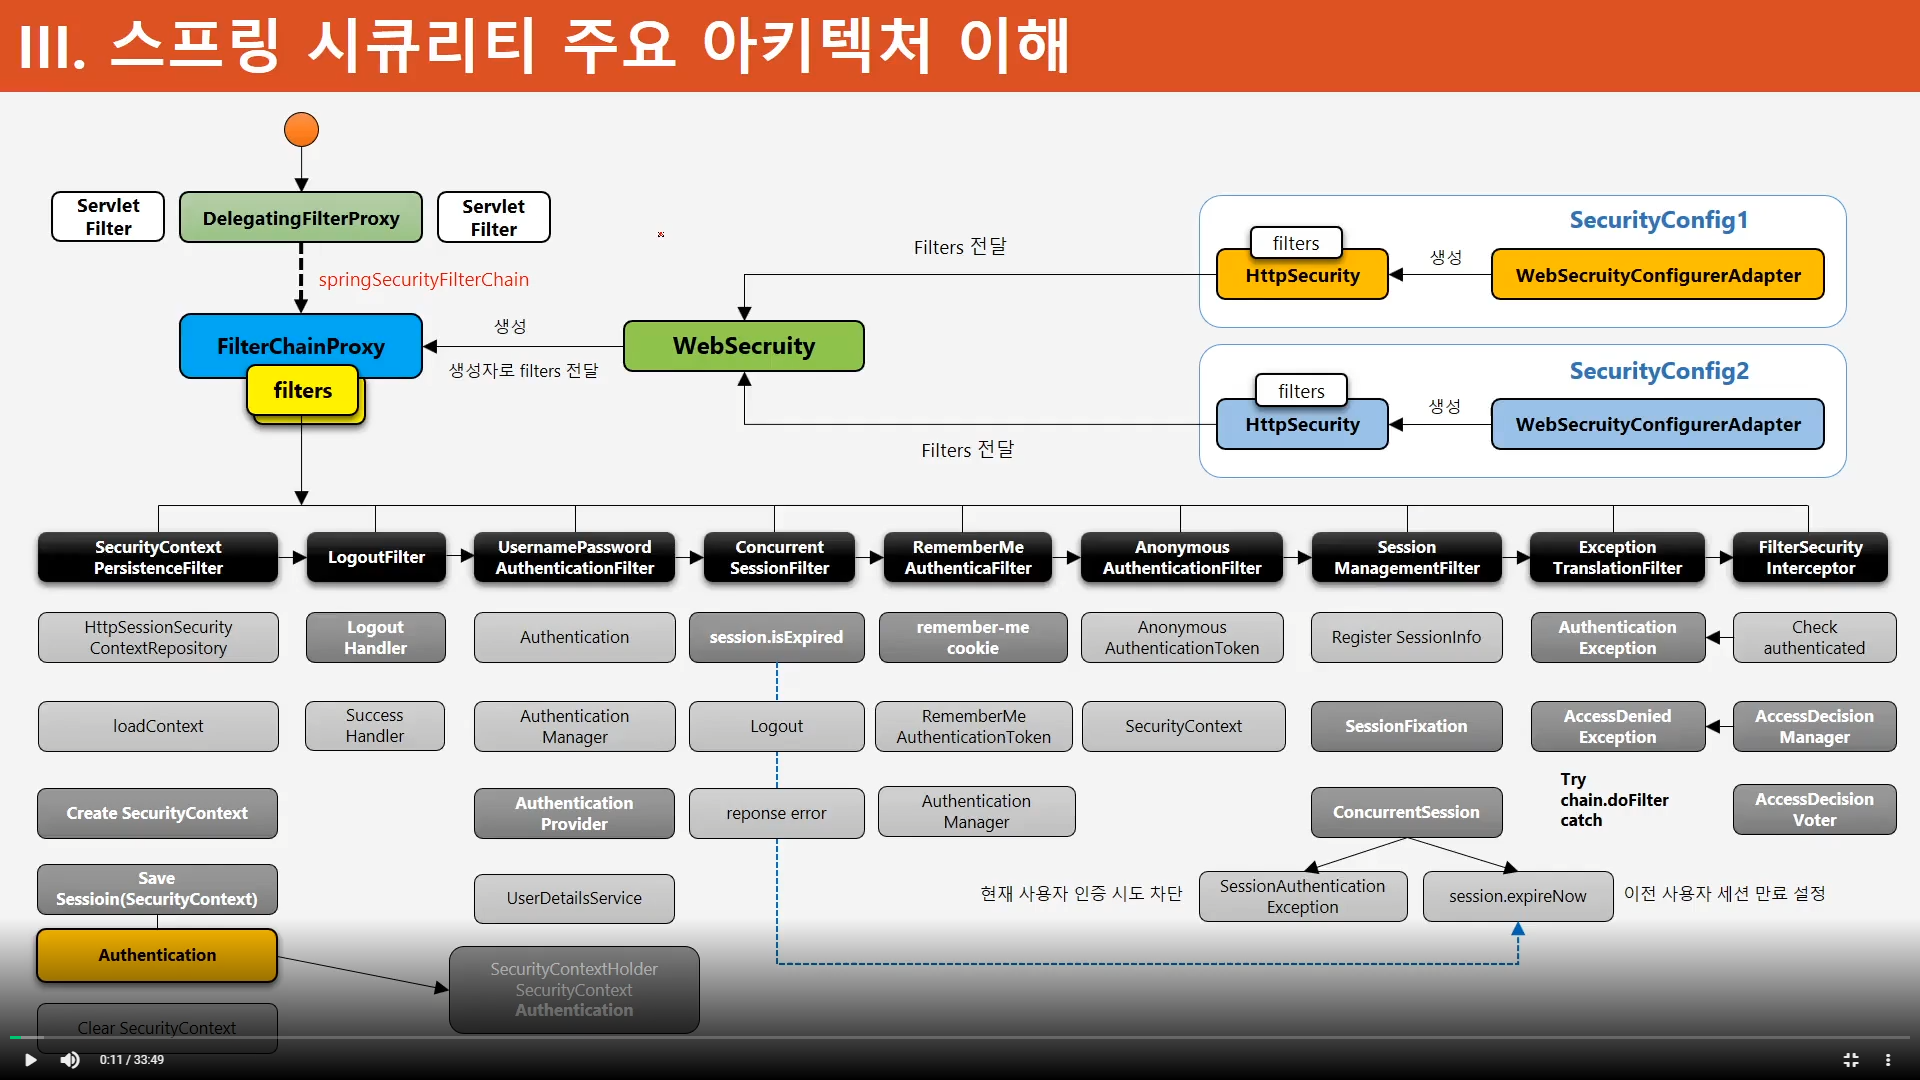 III. 스프링 시큐리티 주요 아키텍처 이해
Servlet
Filter
DelegatingFilterProxy
Servlet
Filter
springSecurityFilterChain
FilterChainProxy
filters
생성
생성자로 filters 전달
WebSecruity
Filters 전달
Filters 전달
SecurityConfig1
filters
HttpSecurity
생성
WebSecruityConfigurerAdapter
SecurityConfig2
filters
HttpSecurity
생성
WebSecruityConfigurerAdapter
SecurityContext
PersistenceFilter
LogoutFilter
UsernamePassword
AuthenticationFilter
Concurrent
SessionFilter
RememberMe
AuthenticaFilter
Anonymous
AuthenticationFilter
Session
ManagementFilter
Exception
TranslationFilter
FilterSecurity
Interceptor
HttpSessionSecurity
ContextRepository
Logout
Handler
Authentication
session.isExpired
remember-me
cookie
Anonymous
AuthenticationToken
Register SessionInfo
Authentication
Exception
Check
authenticated
loadContext
Success
Handler
Authentication
Manager
Logout
RememberMe
AuthenticationToken
SecurityContext
SessionFixation
AccessDenied
Exception
AccessDecision
Manager
Create SecurityContext
Authentication
Provider
reponse error
Authentication
Manager
ConcurrentSession
Try
chain.doFilter
catch
AccessDecision
Voter
Save
Sessioin(SecurityContext)
UserDetailsService
현재 사용자 인증 시도 차단
SessionAuthentication
Exception
session.expireNow
이전 사용자 세션 만료 설정
Authentication
SecurityContextHolder
SecurityContext
Authentication
Clear SecurityContext
0:11 / 33:49